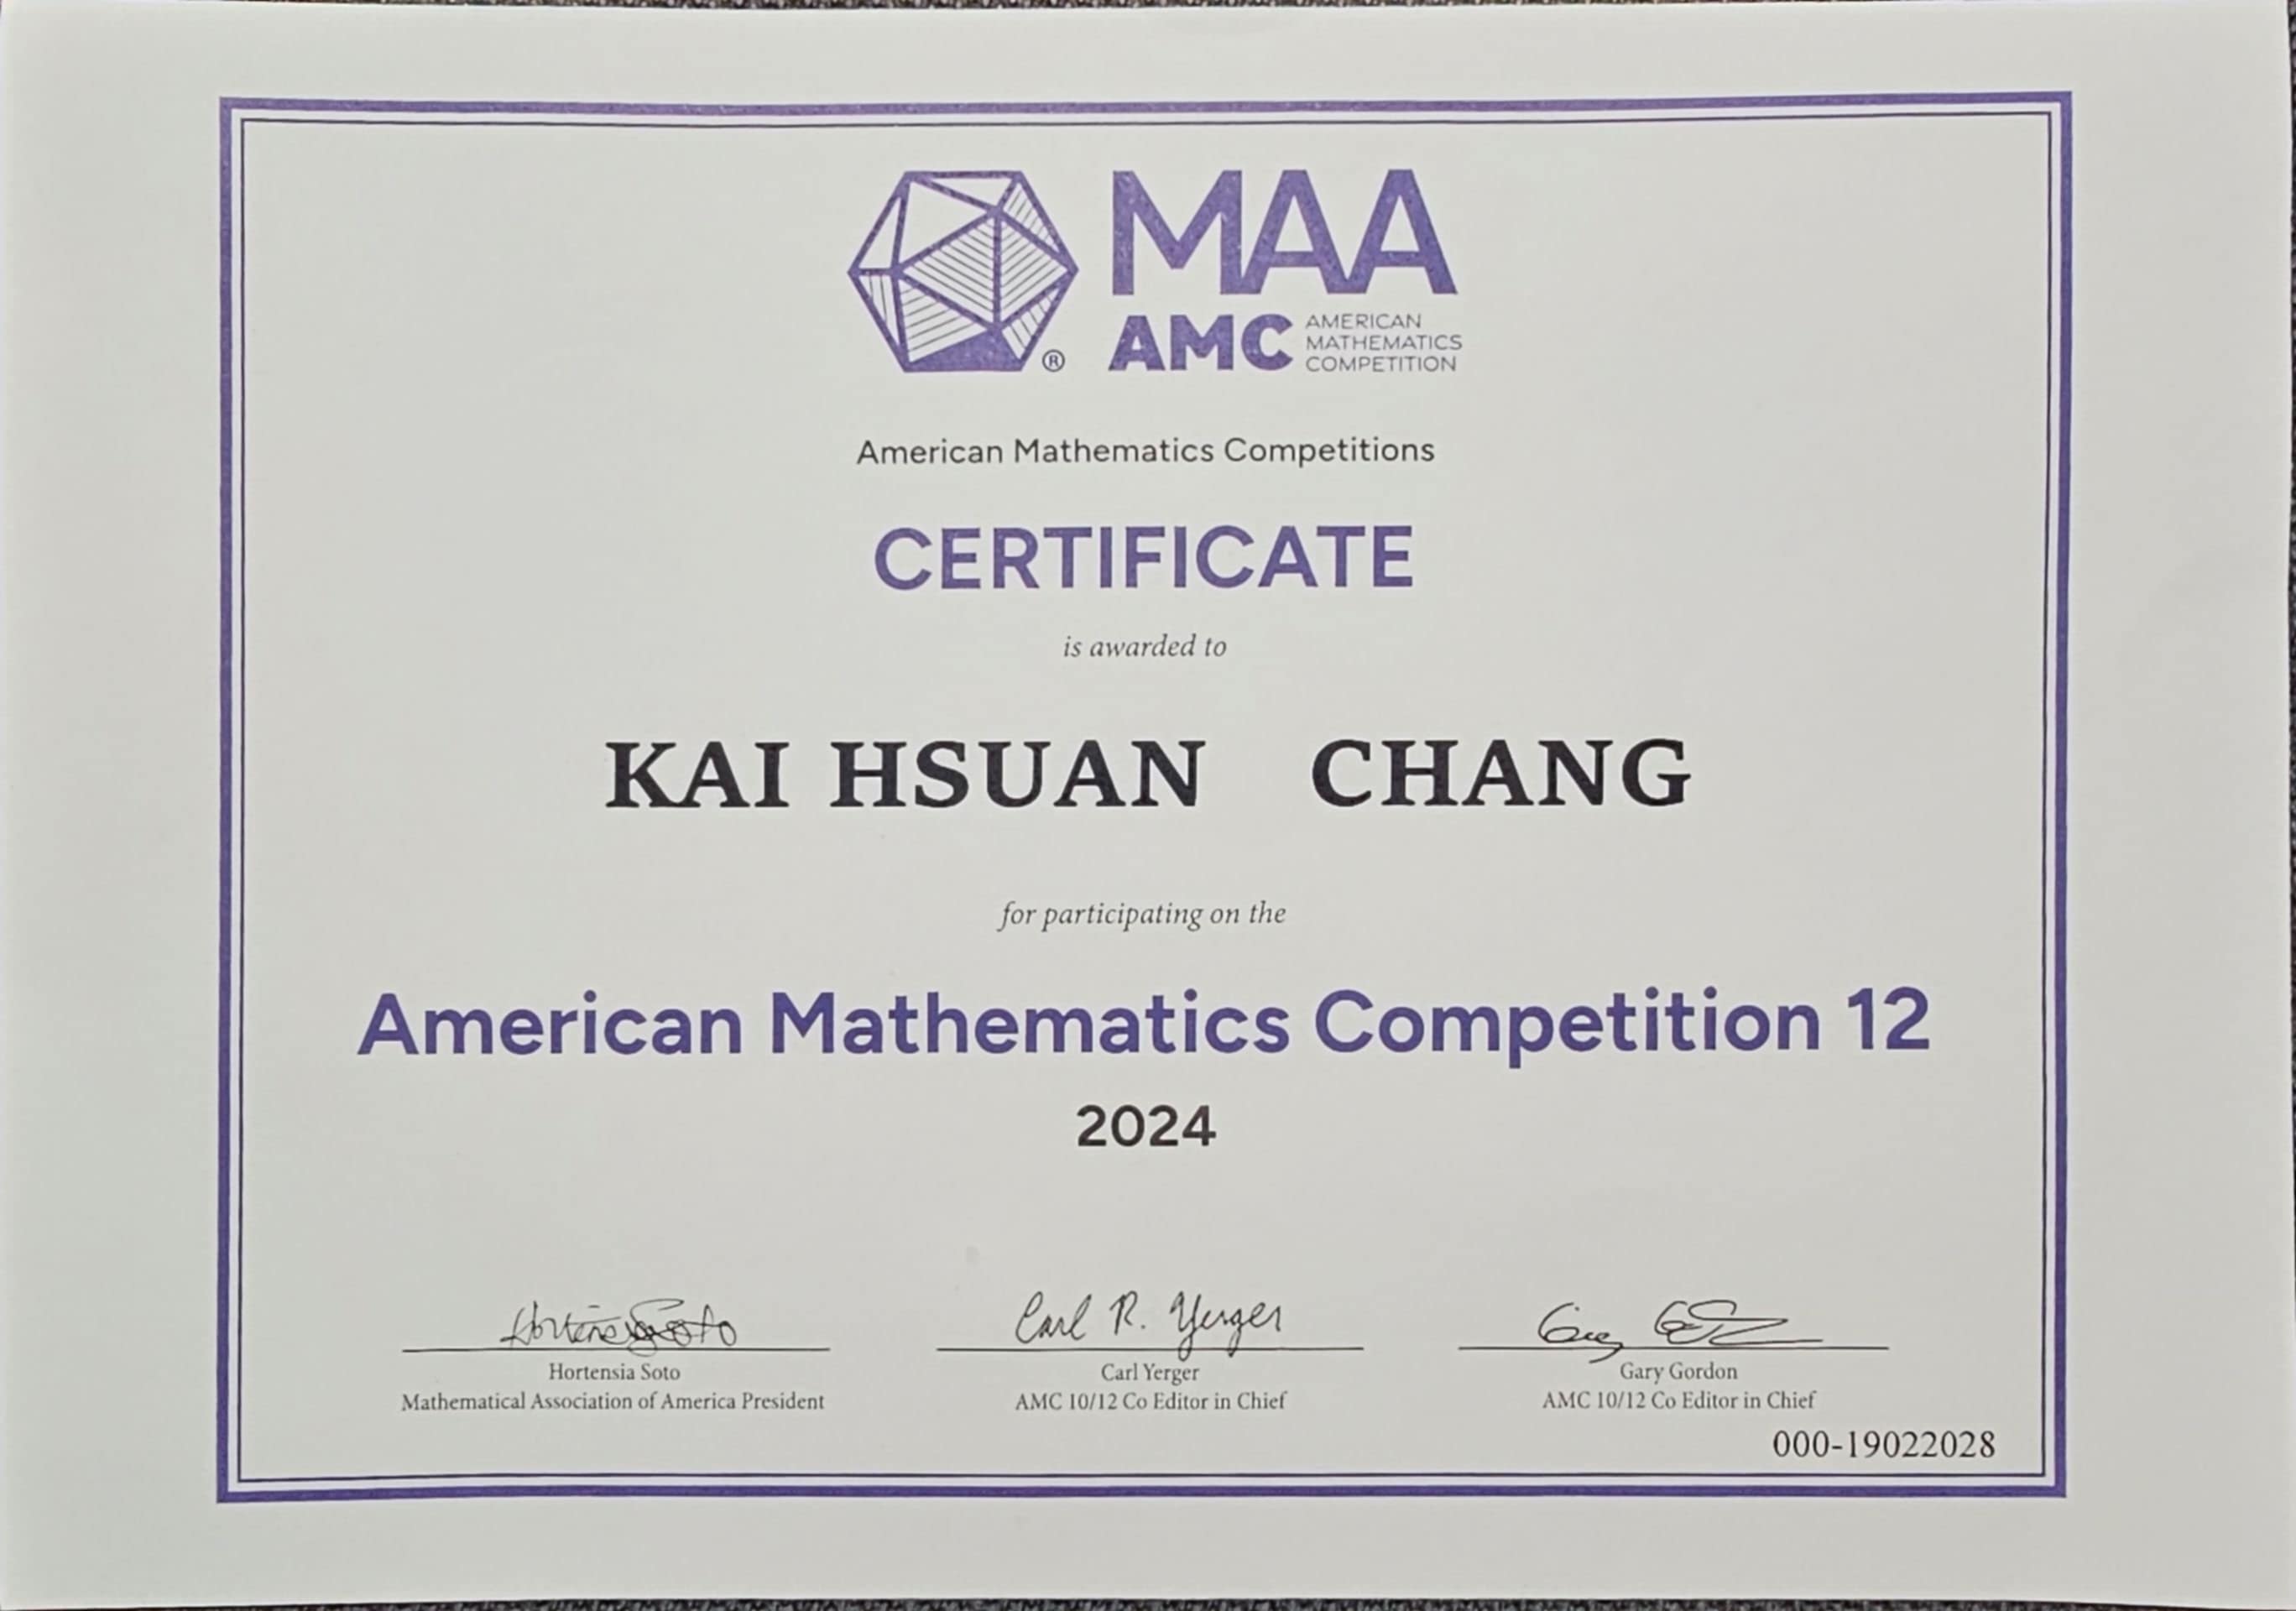 MAA
AMC AMERICAN
MATHEMATICS
COMPETITION
®
American Mathematics Competitions
CERTIFICATE
is awarded to
KAI HSUAN CHANG
for participating on the
American Mathematics Competition 12
2024
Hortensia Soto
Carl R. Yerger
Hortensia Soto
Mathematical Association of America President
Carl Yerger
AMC 10/12 Co Editor in Chief
Gary Gordon
AMC 10/12 Co Editor in Chief
000-19022028